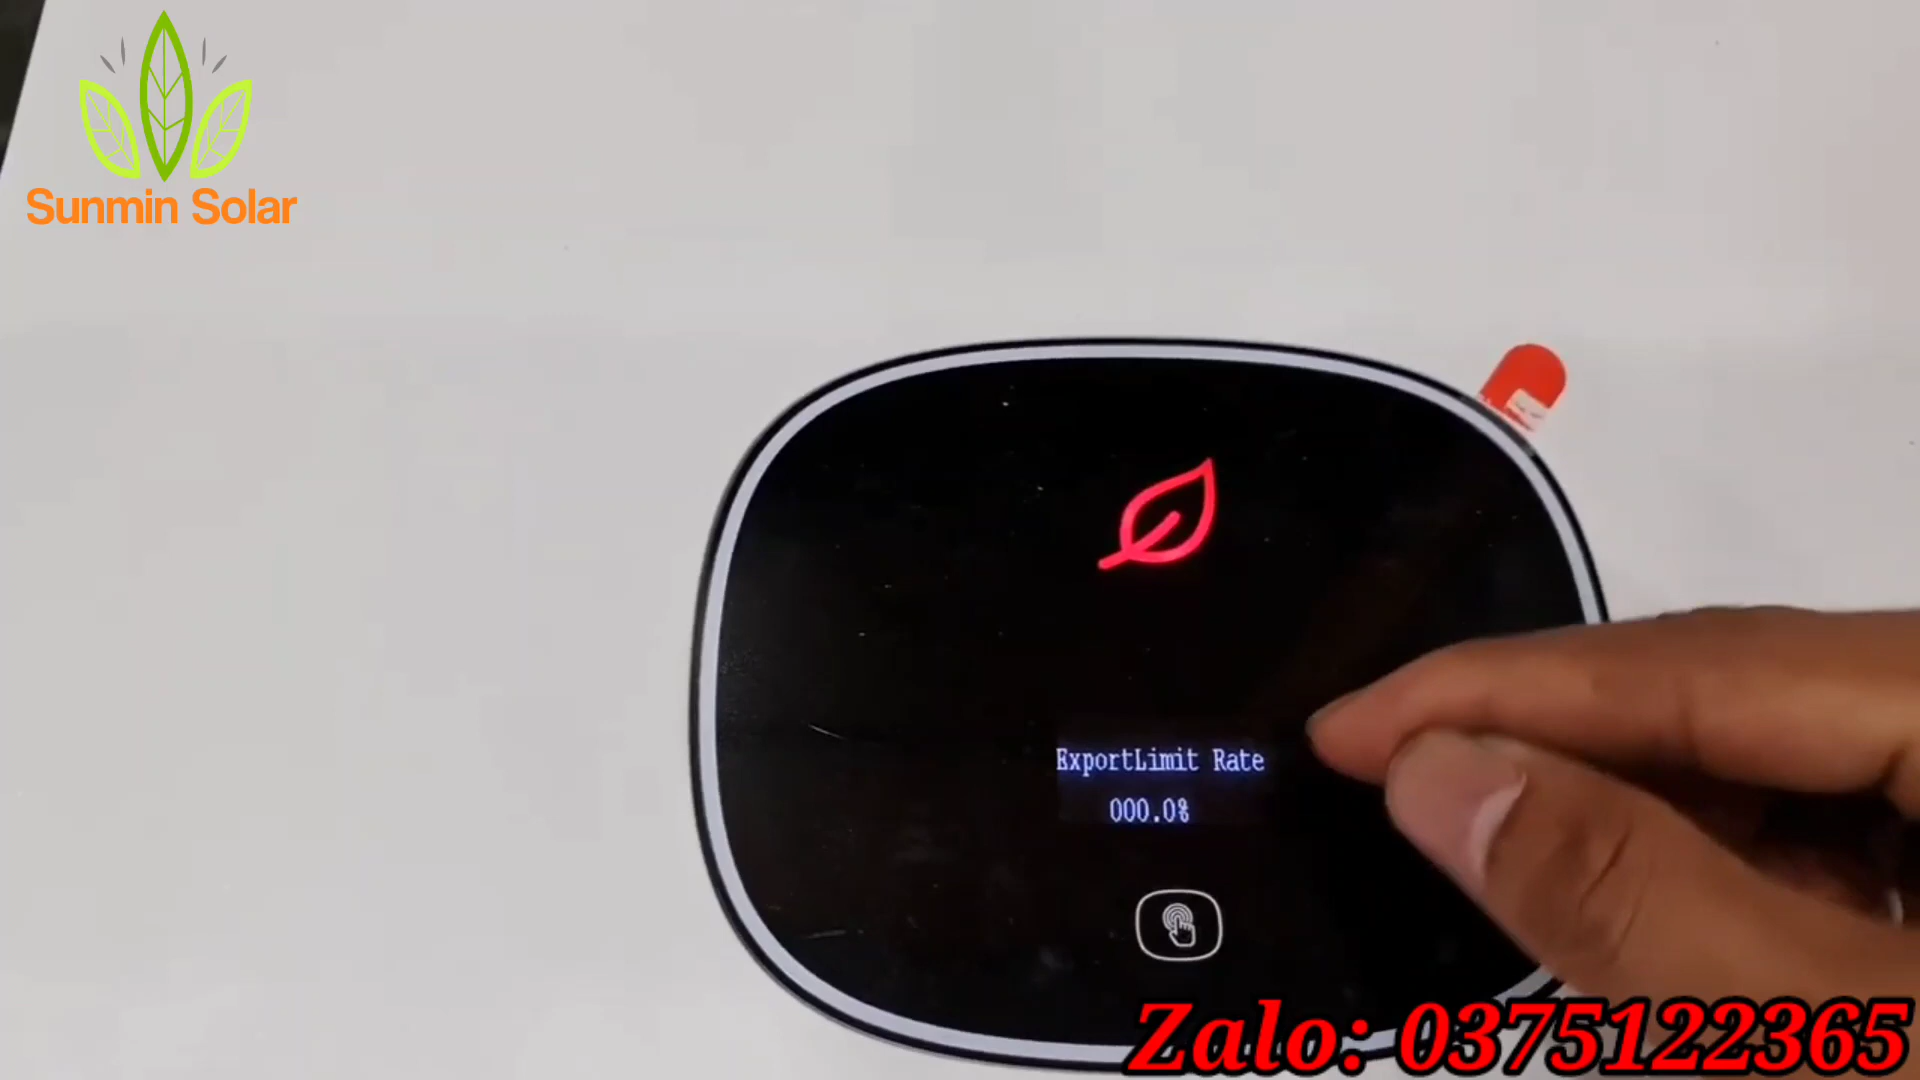 Sunmin Solar
ExportLimit Rate
000.0%
Zalo: 0375122365